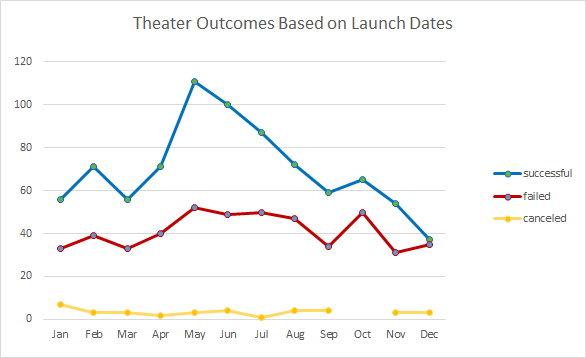 Theater Outcomes Based on Launch Dates
120
100
80
60
40
20
0
Jan Feb Mar Apr May Jun Jul Aug Sep Oct Nov Dec
successful
failed
canceled